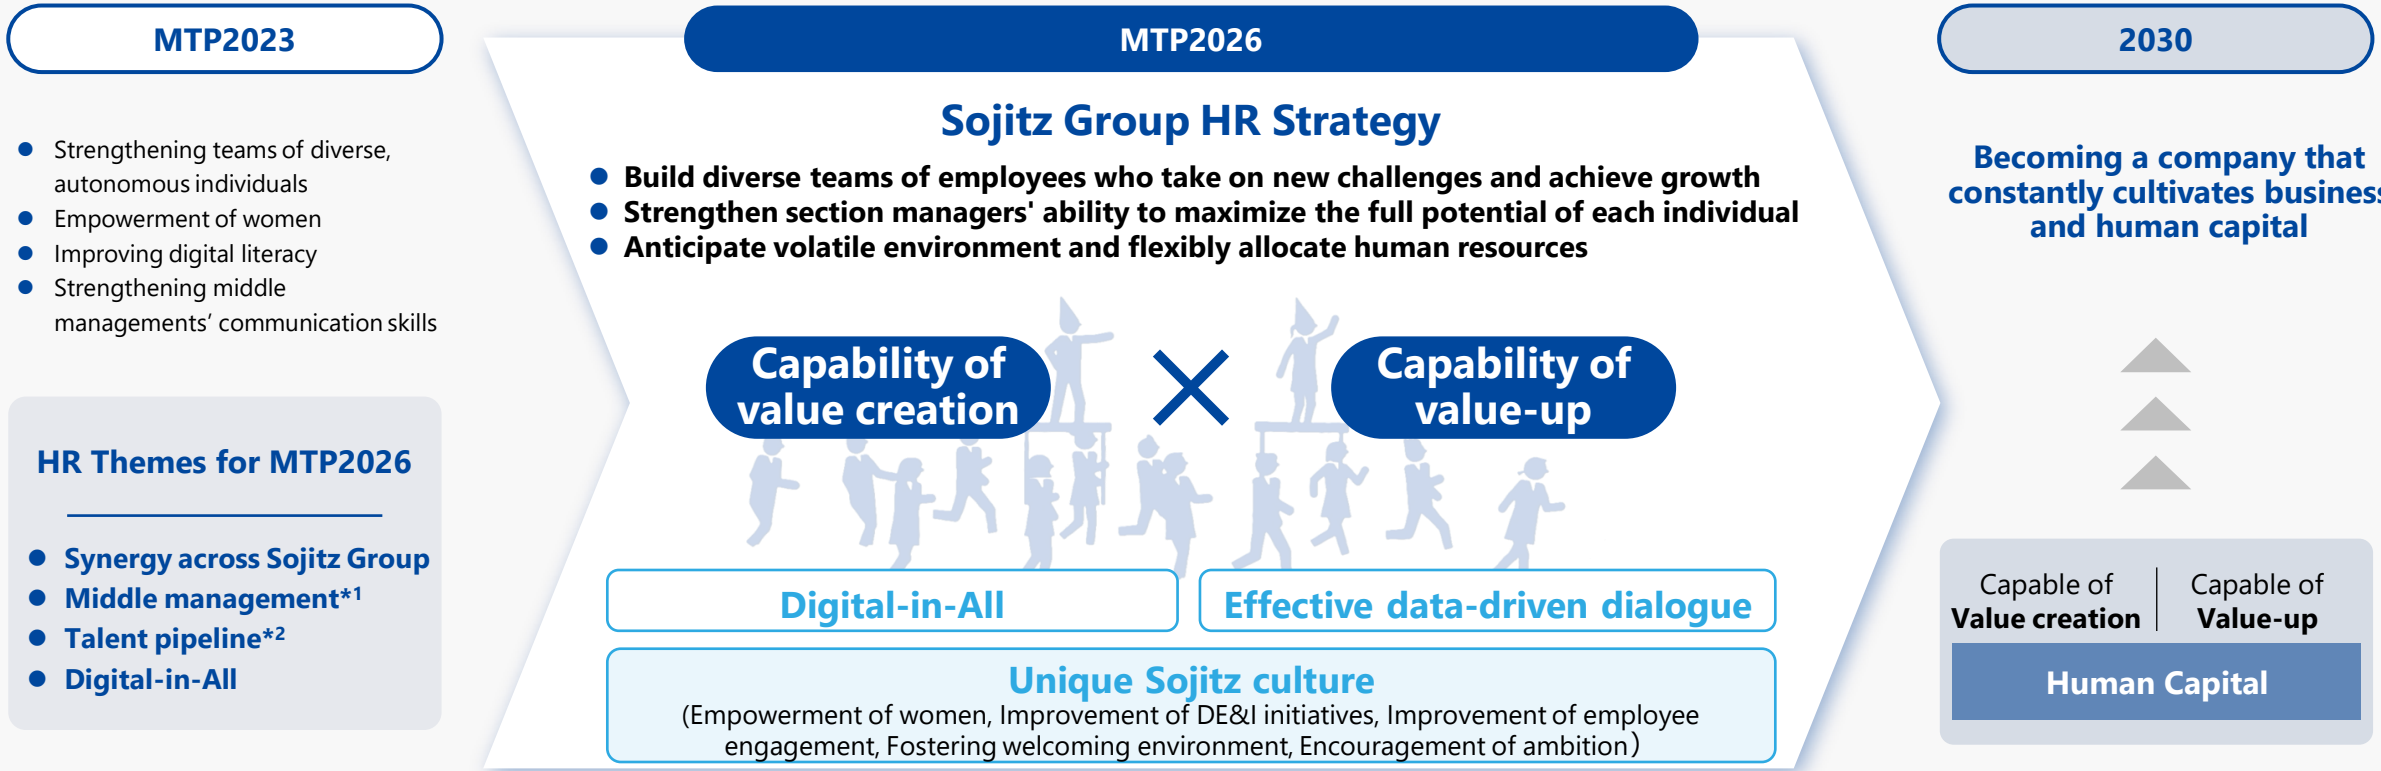 MTP2023
Strengthening teams of diverse,
autonomous individuals
Empowerment of women
Improving digital literacy
Strengthening middle
managements’ communication skills
HR Themes for MTP2026
Synergy across Sojitz Group
Middle management*1
Talent pipeline*2
Digital-in-All
MTP2026
Sojitz Group HR Strategy
Build diverse teams of employees who take on new challenges and achieve growth
Strengthen section managers' ability to maximize the full potential of each individual
Anticipate volatile environment and flexibly allocate human resources
Capability of
value creation
Capability of
value-up
Digital-in-All
Effective data-driven dialogue
Unique Sojitz culture
(Empowerment of women, Improvement of DE&I initiatives, Improvement of employee
engagement, Fostering welcoming environment, Encouragement of ambition）
2030
Becoming a company that
constantly cultivates business
and human capital
Capable of
Value creation
Capable of
Value-up
Human Capital